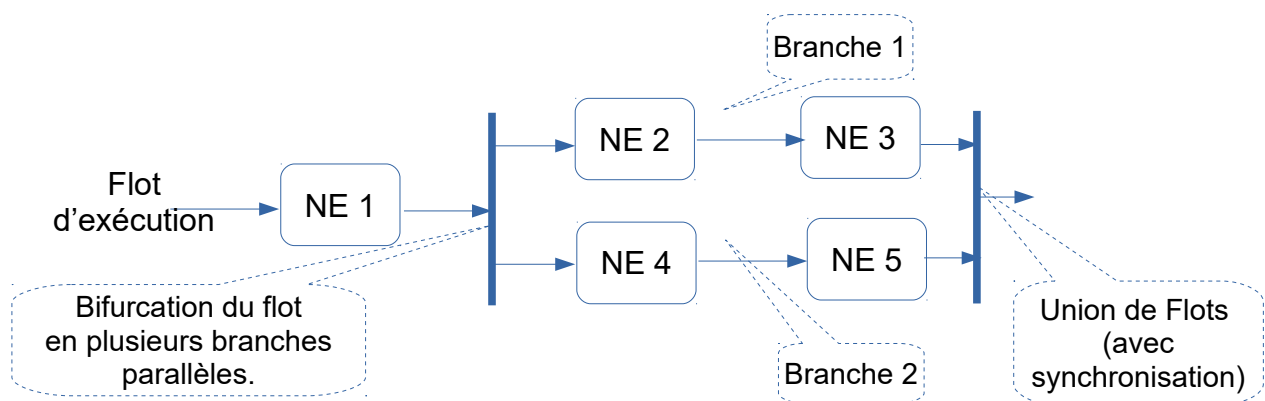 Branche 1
NE 2
NE 3
Flot
d’exécution
NE 1
NE 4
NE 5
Bifurcation du flot
en plusieurs branches
parallèles.
Branche 2
Union de Flots
(avec
synchronisation)